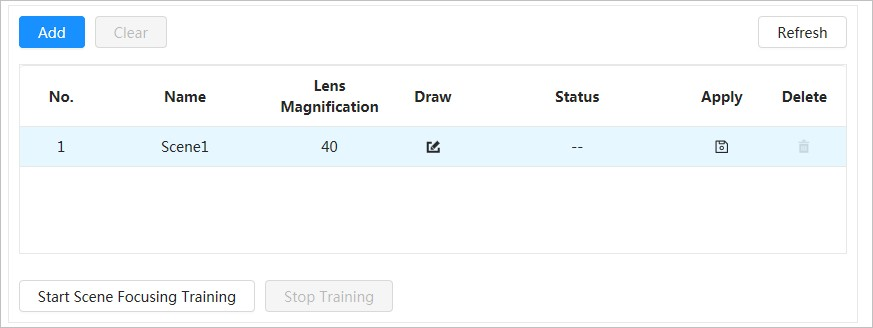 Add Clear Refresh
No. Name Lens Magnification Draw Status Apply Delete
1 Scene1 40 --
Start Scene Focusing Training Stop Training